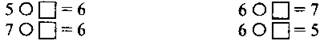 5 ○ □ = 6 6 ○ □ = 7
7 ○ □ = 6 6 ○ □ = 5